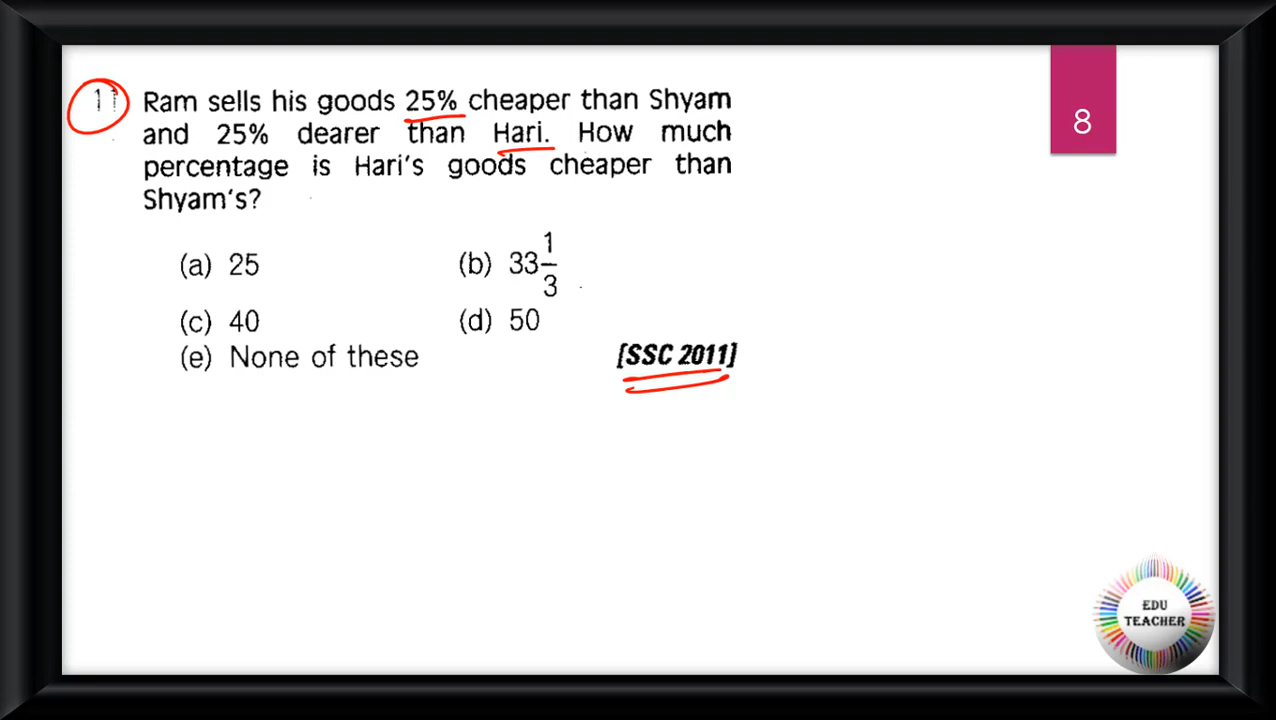 8
11 Ram sells his goods 25% cheaper than Shyam
and 25% dearer than Hari. How much
percentage is Hari's goods cheaper than
Shyam's?
(a) 25 (b) 33 1/3
(c) 40 (d) 50
(e) None of these [SSC 2011]
EDU
TEACHER